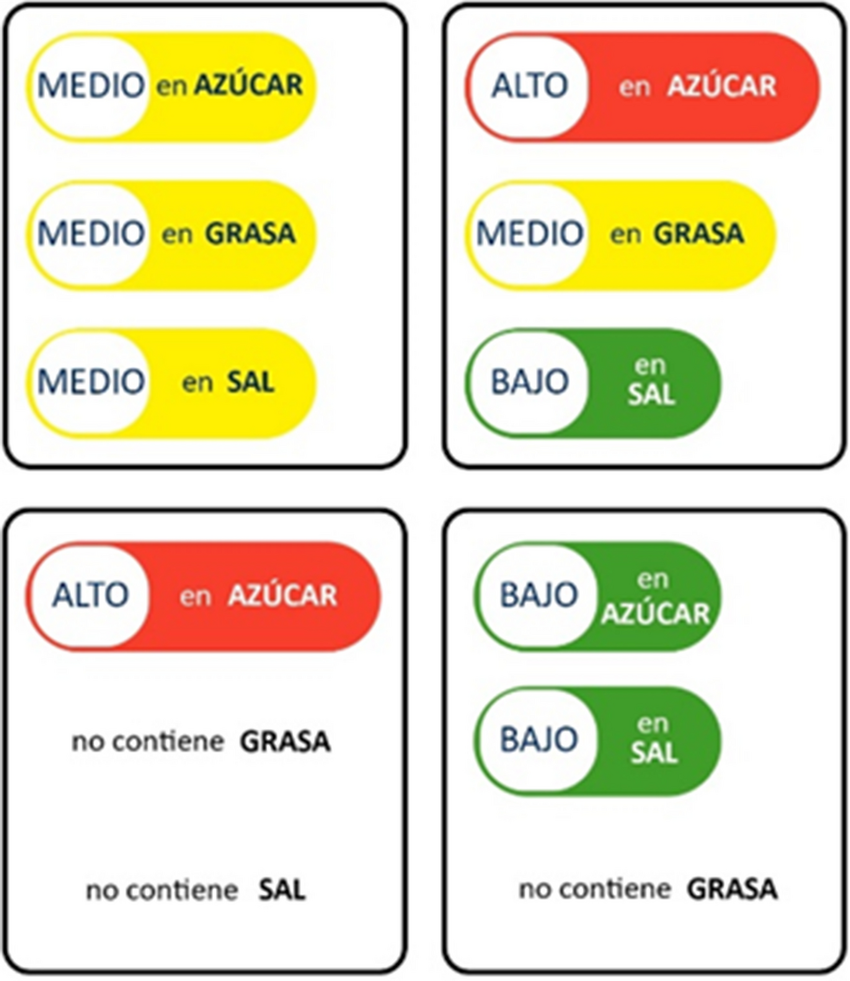 MEDIO en AZÚCAR
MEDIO en GRASA
MEDIO en SAL
ALTO en AZÚCAR
MEDIO en GRASA
BAJO en
SAL
ALTO en AZÚCAR
no contiene GRASA
no contiene SAL
BAJO en
AZÚCAR
BAJO en
SAL
no contiene GRASA